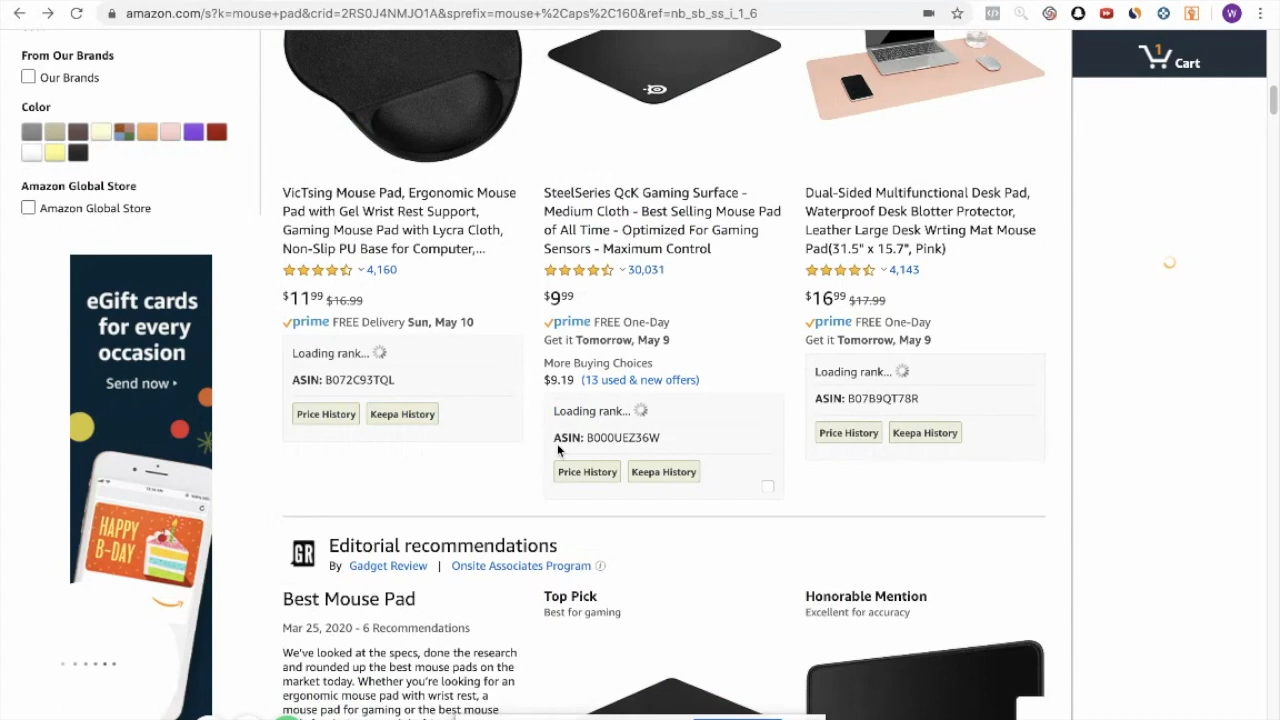 amazon.com/s?k=mouse+pad&crid=2RS0J4NMJO1A&sprefix=mouse+%2Caps%2C160&ref=nb_sb_ss_i_1_6
W
1
Cart
From Our Brands
Our Brands
Color
Amazon Global Store
Amazon Global Store
eGift cards
for every
occasion
Send now
HAPPY
B-DAY
VicTsing Mouse Pad, Ergonomic Mouse
Pad with Gel Wrist Rest Support,
Gaming Mouse Pad with Lycra Cloth,
Non-Slip PU Base for Computer,...
4,160
$11 99 $16.99
prime FREE Delivery Sun, May 10
Loading rank...
ASIN: B072C93TQL
Price History
Keepa History
SteelSeries QcK Gaming Surface -
Medium Cloth - Best Selling Mouse Pad
of All Time - Optimized For Gaming
Sensors - Maximum Control
30,031
$9 99
prime FREE One-Day
Get it Tomorrow, May 9
More Buying Choices
$9.19 (13 used & new offers)
Loading rank...
ASIN: B000UEZ36W
Price History
Keepa History
Dual-Sided Multifunctional Desk Pad,
Waterproof Desk Blotter Protector,
Leather Large Desk Wrting Mat Mouse
Pad(31.5" x 15.7", Pink)
4,143
$16 99 $17.99
prime FREE One-Day
Get it Tomorrow, May 9
Loading rank...
ASIN: B07B9QT78R
Price History
Keepa History
GR
Editorial recommendations
By Gadget Review | Onsite Associates Program
Best Mouse Pad
Mar 25, 2020 - 6 Recommendations
We've looked at the specs, done the research
and rounded up the best mouse pads on the
market today. Whether you're looking for an
ergonomic mouse pad with wrist rest, a
mouse pad for gaming or the best mouse
Top Pick
Best for gaming
Honorable Mention
Excellent for accuracy